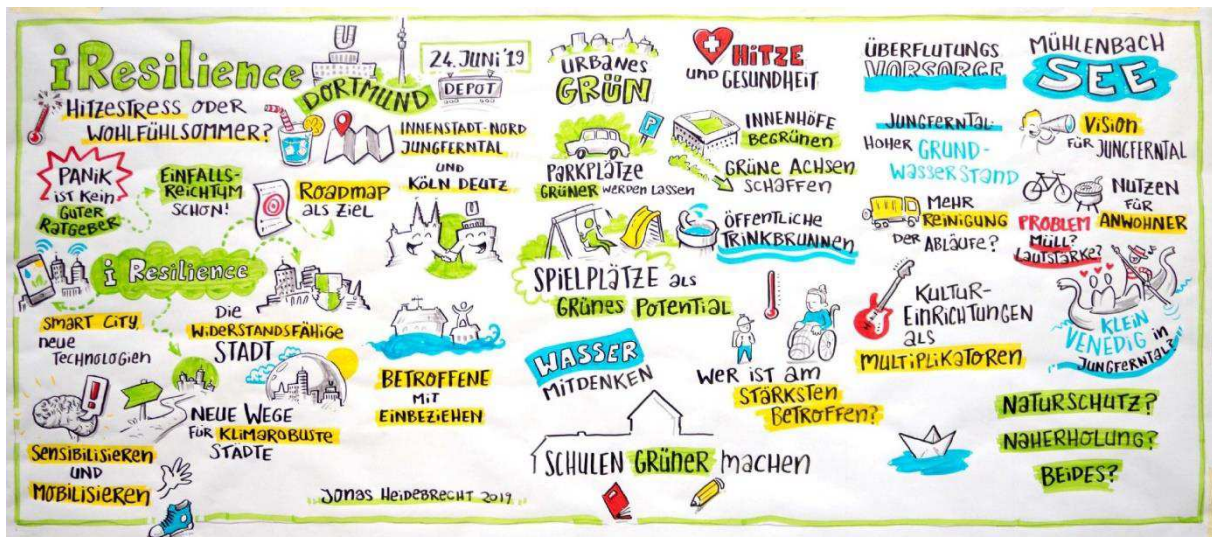 iResilience
U
DORTMUND
24. JUNI '19
DEPOT
HITZESTRESS ODER
WOHLFÜHLSOMMER?
INNENSTADT-NORD
JUNGFERNTAL
UND
KÖLN DEUTZ
PANIK
IST KEIN
GUTER
RATGEBER
EINFALLS-
REICHTUM
SCHON!
ROADMAP
ALS ZIEL
i Resilience
SMART CITY,
neue
TECHNOLOGIEN
Die
WIDERSTANDSFÄHIGE
STADT
SENSIBILISIEREN
UND
MOBILISIEREN
NEUE WEGE
FÜR KLIMAROBUSTE
STÄDTE
BETROFFENE
MIT
EINBEZIEHEN
JONAS HEIDEBRECHT 2019
URBANES
GRÜN
P
PARKPLÄTZE
GRÜNER WERDEN LASSEN
SPIELPLÄTZE ALS
GRÜNES POTENTIAL
WASSER
MITDENKEN
SCHULEN GRÜNER machen
HITZE
UND GESUNDHEIT
INNENHÖFE
BEGRÜNEN
GRÜNE ACHSEN
SCHAFFEN
ÖFFENTLICHE
TRINKBRUNNEN
WER IST AM
STÄRKSTEN
BETROFFEN?
ÜBERFLUTUNGS
VORSORGE
JUNGFERNTAL-
HOHER GRUND-
WASSERSTAND
MEHR
REINIGUNG
DER ABLÄUFE?
KULTUR-
EINRICHTUNGEN
ALS
MULTIPLIKATOREN
MÜHLENBACH
SEE
VISION
FÜR JUNGFERNTAL
NUTZEN
FÜR
ANWOHNER
PROBLEM
MÜLL?
LAUTSTÄRKE?
KLEIN
VENEDIG in
JUNGFERNTAL?
NATURSCHUTZ?
NAHERHOLUNG?
BEIDES?